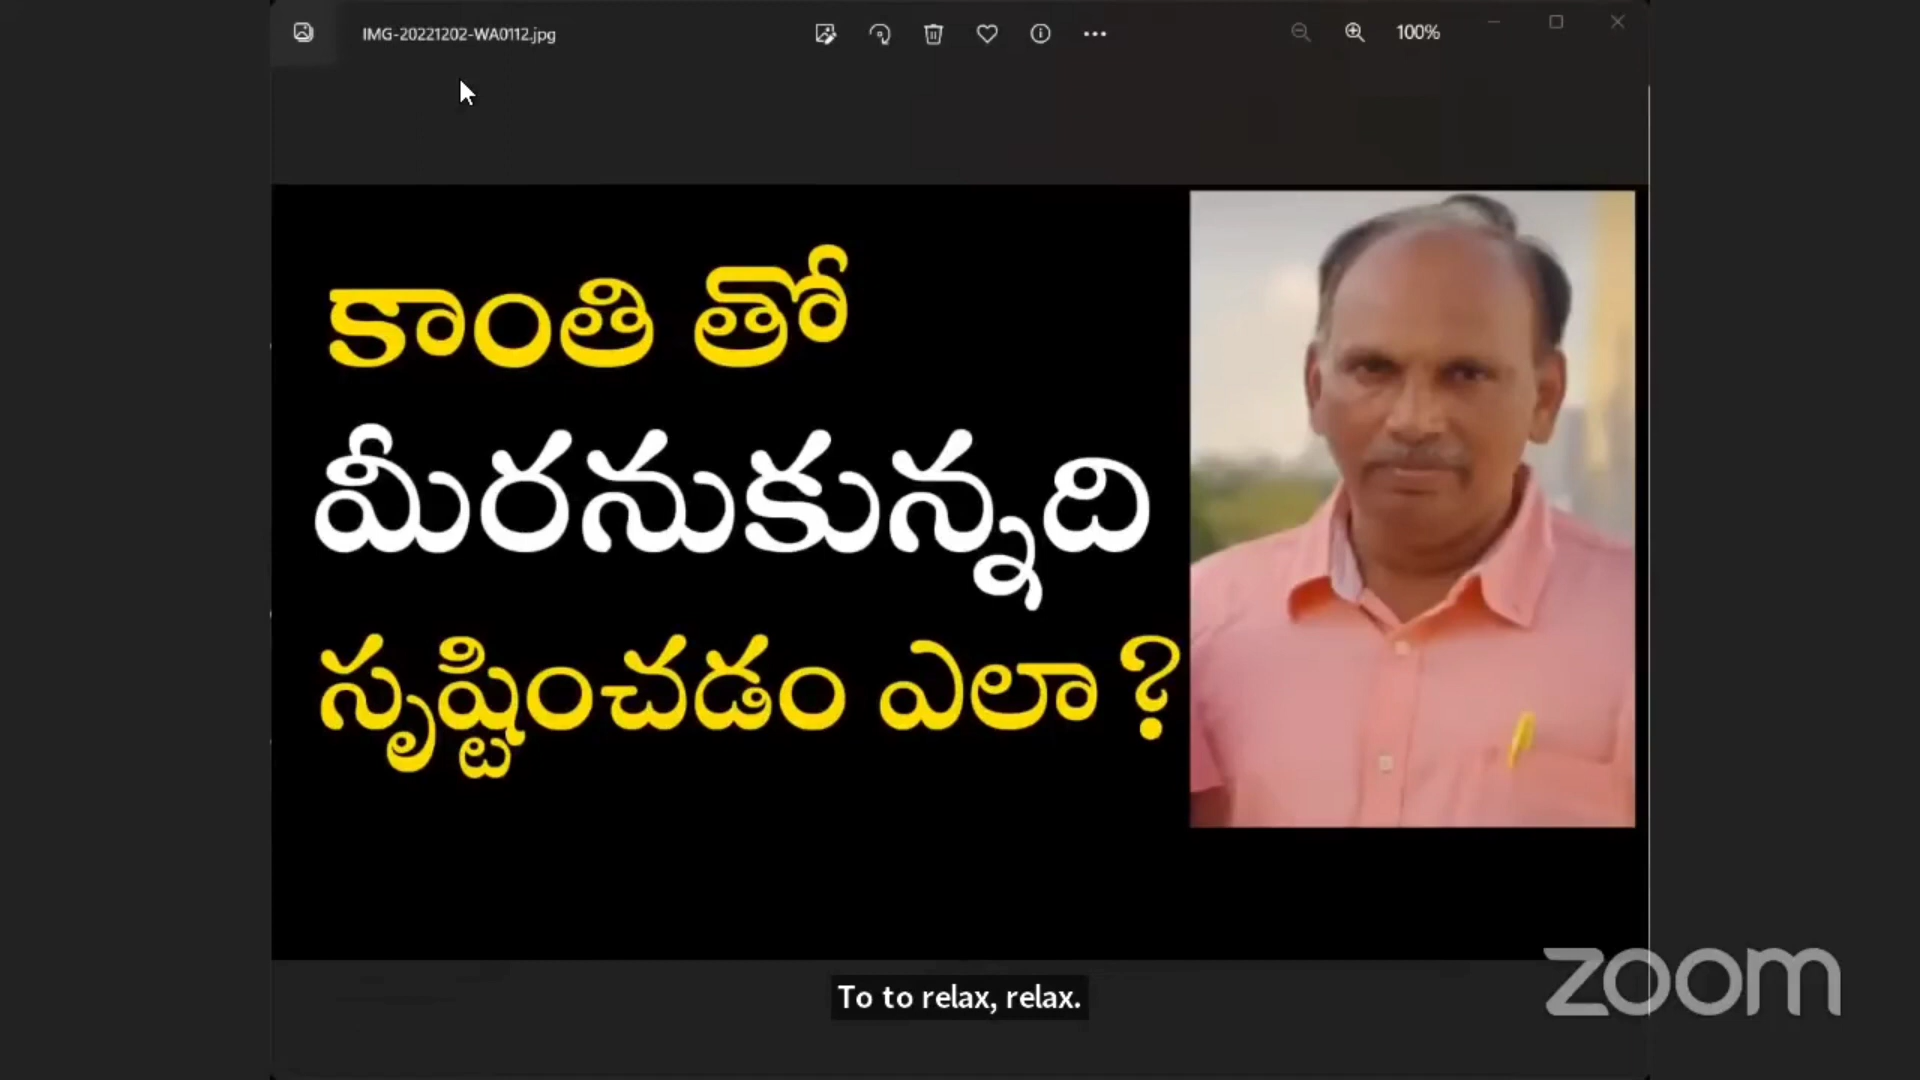 IMG-20221202-WA0112.jpg
100%
కాంతి తో
మీరనుకున్నది
సృష్టించడం ఎలా ?
To to relax, relax.
zoom